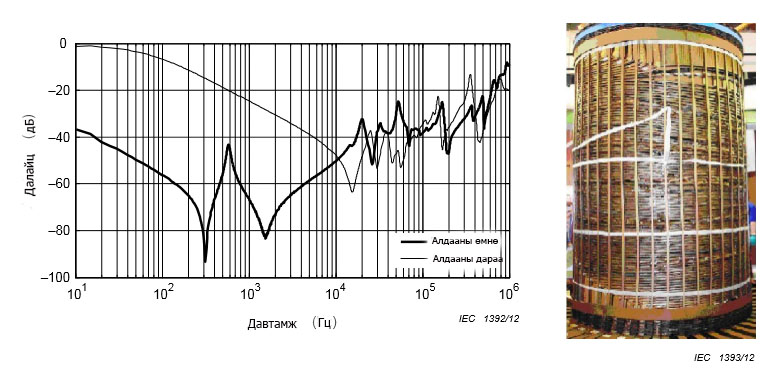 0
–20
–40
–60
–80
–100
Далайц (дБ)
Алдааны өмнө
Алдааны дараа
10¹
10²
10³
10⁴
10⁵
10⁶
Давтамж (Гц)
IEC 1392/12
IEC 1393/12